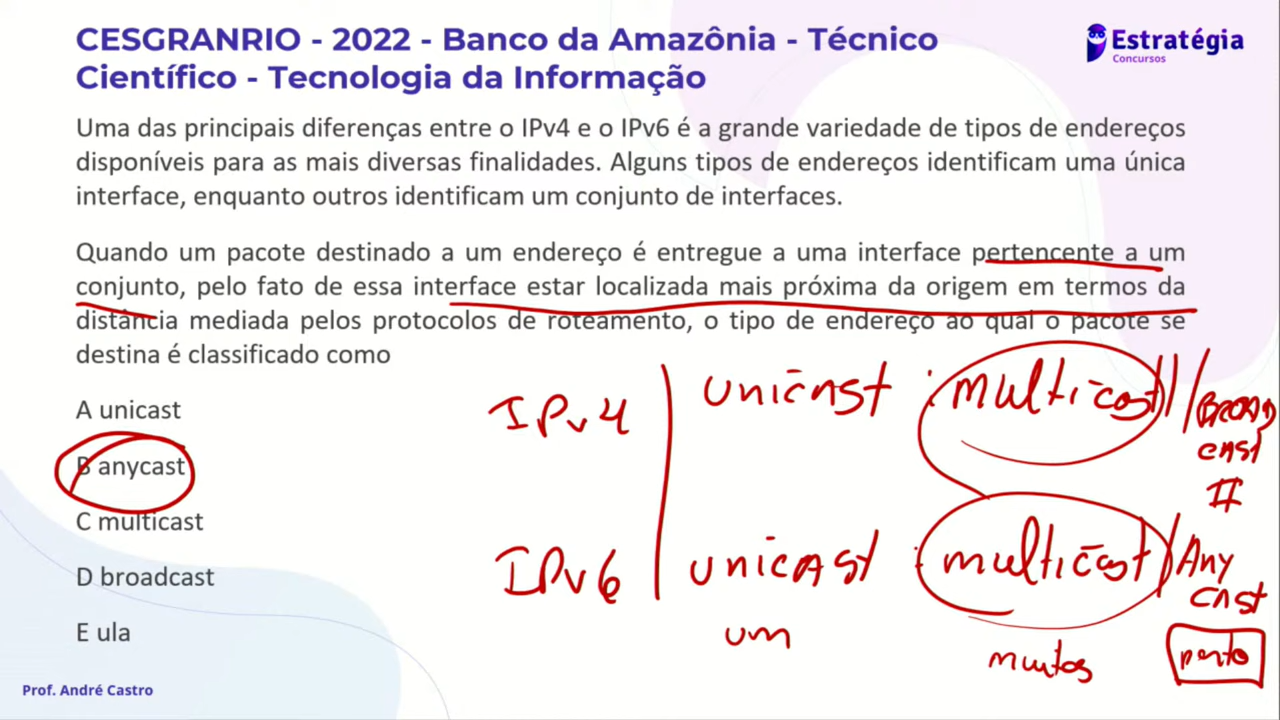 CESGRANRIO - 2022 - Banco da Amazônia - Técnico
Científico - Tecnologia da Informação
Estratégia
Concursos
Uma das principais diferenças entre o IPv4 e o IPv6 é a grande variedade de tipos de endereços
disponíveis para as mais diversas finalidades. Alguns tipos de endereços identificam uma única
interface, enquanto outros identificam um conjunto de interfaces.
Quando um pacote destinado a um endereço é entregue a uma interface pertencente a um
conjunto, pelo fato de essa interface estar localizada mais próxima da origem em termos da
distância mediada pelos protocolos de roteamento, o tipo de endereço ao qual o pacote se
destina é classificado como
A unicast
B anycast
C multicast
D broadcast
E ula
IPv4 | unicast : multicast / BROAD
cast
IPv6 | unicast : multicast / Any
cast
um
muitos
perto
Prof. André Castro